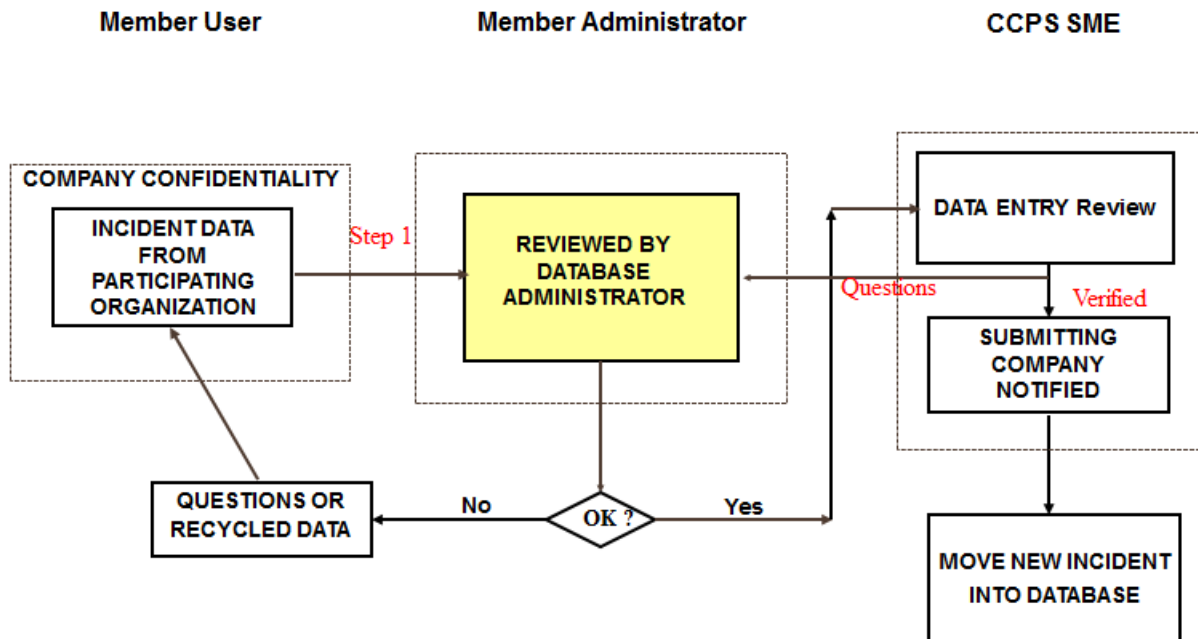 Member User
Member Administrator
CCPS SME
COMPANY CONFIDENTIALITY
INCIDENT DATA
FROM
PARTICIPATING
ORGANIZATION
Step 1
REVIEWED BY
DATABASE
ADMINISTRATOR
DATA ENTRY Review
Questions
Verified
SUBMITTING
COMPANY
NOTIFIED
QUESTIONS OR
RECYCLED DATA
No
OK ?
Yes
MOVE NEW INCIDENT
INTO DATABASE